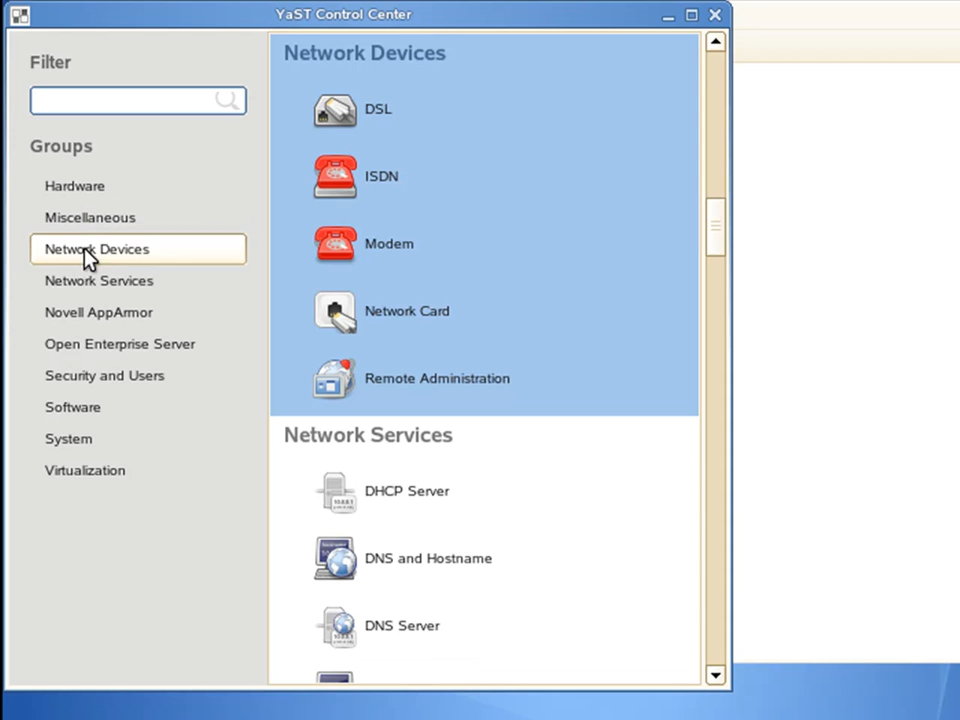 YaST Control Center
Filter
Groups
Hardware
Miscellaneous
Network Devices
Network Services
Novell AppArmor
Open Enterprise Server
Security and Users
Software
System
Virtualization
Network Devices
DSL
ISDN
Modem
Network Card
Remote Administration
Network Services
DHCP Server
DNS and Hostname
DNS Server